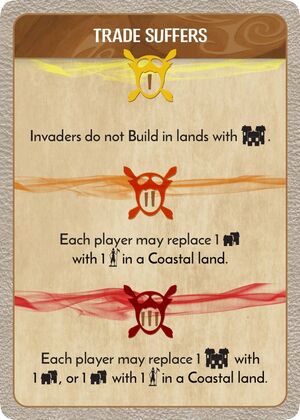 TRADE SUFFERS
I
Invaders do not Build in lands with .
II
Each player may replace 1
with 1 in a Coastal land.
III
Each player may replace 1 with
1 , or 1 with 1 in a Coastal land.